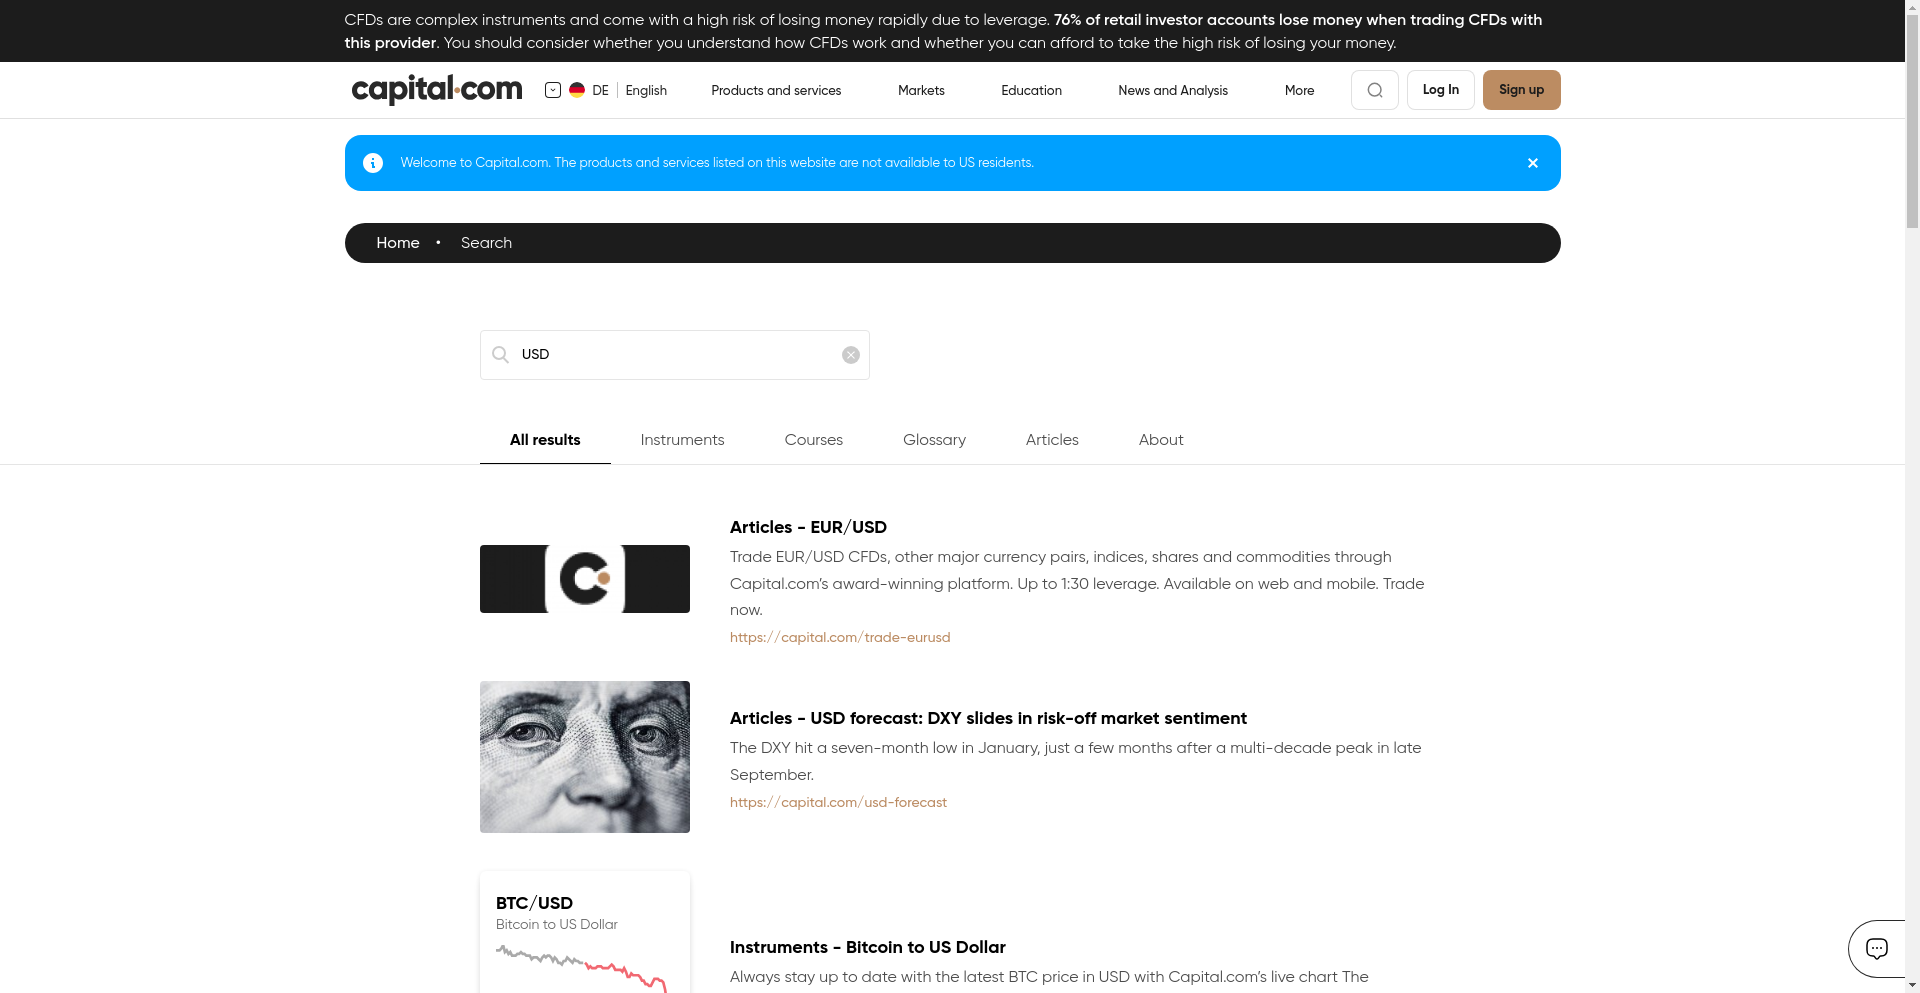 CFDs are complex instruments and come with a high risk of losing money rapidly due to leverage. 76% of retail investor accounts lose money when trading CFDs with
this provider. You should consider whether you understand how CFDs work and whether you can afford to take the high risk of losing your money.
capital.com
DE
English
Products and services
Markets
Education
News and Analysis
More
Log In
Sign up
Welcome to Capital.com. The products and services listed on this website are not available to US residents.
Home • Search
USD
All results
Instruments
Courses
Glossary
Articles
About
Articles - EUR/USD
Trade EUR/USD CFDs, other major currency pairs, indices, shares and commodities through
Capital.com’s award-winning platform. Up to 1:30 leverage. Available on web and mobile. Trade
now.
https://capital.com/trade-eurusd
Articles - USD forecast: DXY slides in risk-off market sentiment
The DXY hit a seven-month low in January, just a few months after a multi-decade peak in late
September.
https://capital.com/usd-forecast
BTC/USD
Bitcoin to US Dollar
Instruments - Bitcoin to US Dollar
Always stay up to date with the latest BTC price in USD with Capital.com’s live chart The